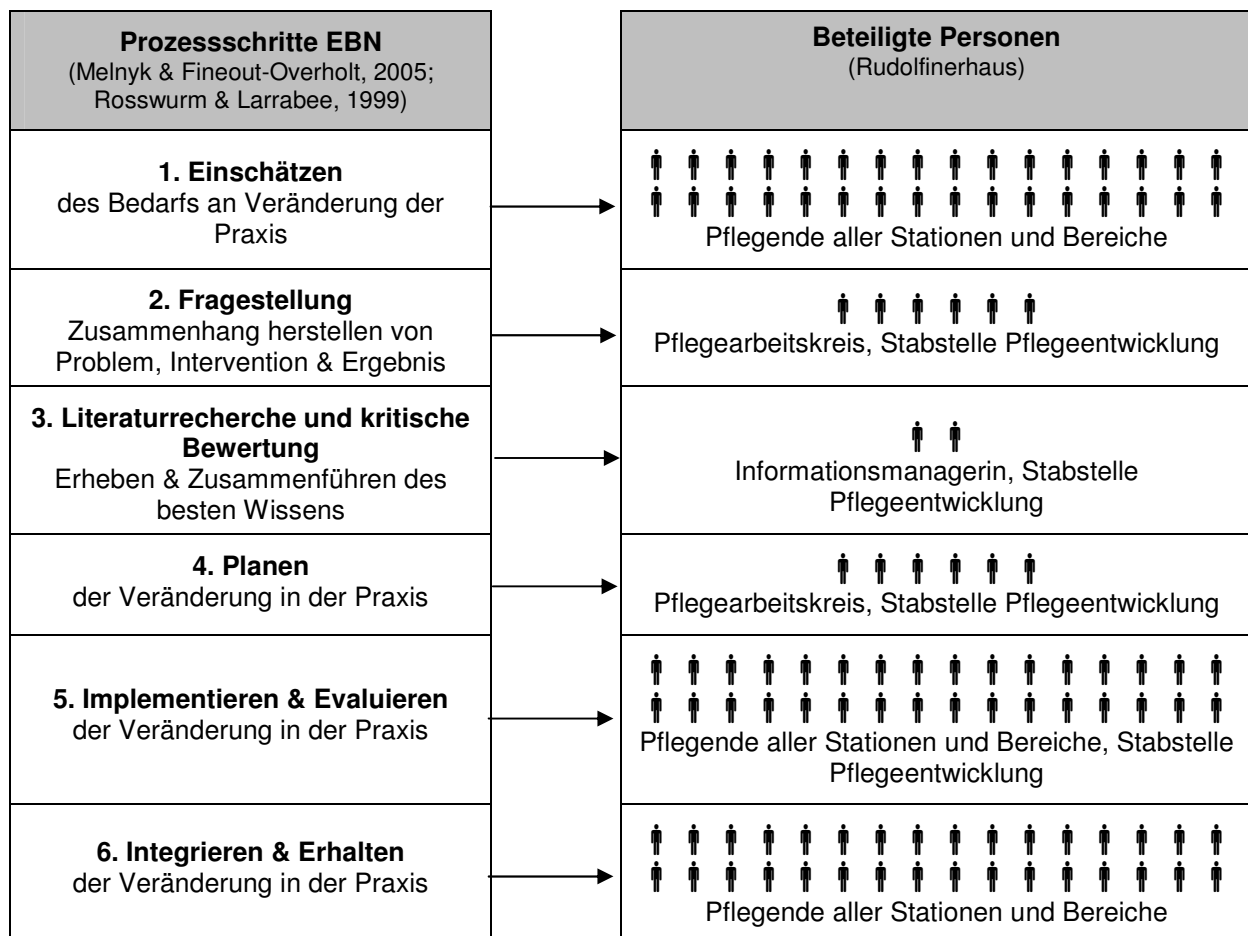 Prozessschritte EBN
(Melnyk & Fineout-Overholt, 2005;
Rosswurm & Larrabee, 1999)
Beteiligte Personen
(Rudolfinerhaus)
1. Einschätzen
des Bedarfs an Veränderung der
Praxis
Pflegende aller Stationen und Bereiche
2. Fragestellung
Zusammenhang herstellen von
Problem, Intervention & Ergebnis
Pflegearbeitskreis, Stabstelle Pflegeentwicklung
3. Literaturrecherche und kritische
Bewertung
Erheben & Zusammenführen des
besten Wissens
Informationsmanagerin, Stabstelle
Pflegeentwicklung
4. Planen
der Veränderung in der Praxis
Pflegearbeitskreis, Stabstelle Pflegeentwicklung
5. Implementieren & Evaluieren
der Veränderung in der Praxis
Pflegende aller Stationen und Bereiche, Stabstelle
Pflegeentwicklung
6. Integrieren & Erhalten
der Veränderung in der Praxis
Pflegende aller Stationen und Bereiche